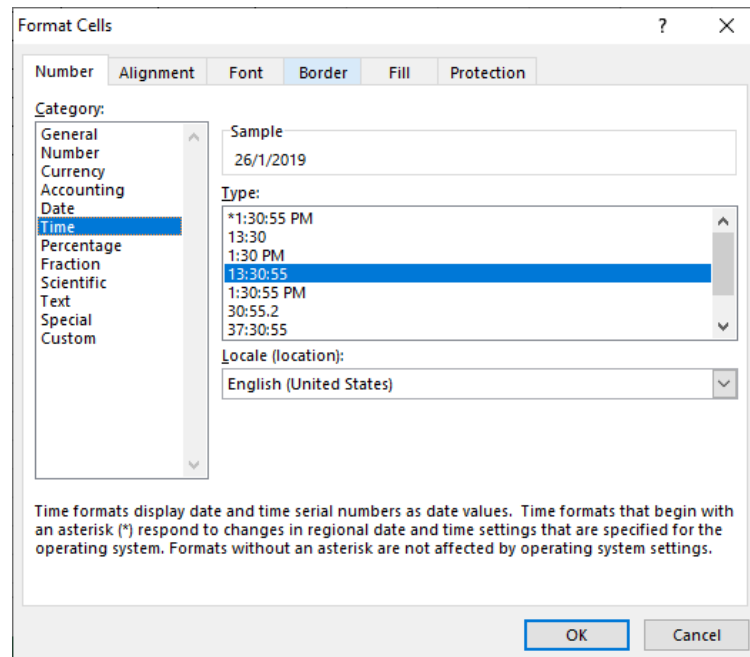 Format Cells
?
Number Alignment Font Border Fill Protection
Category:
General
Number
Currency
Accounting
Date
Time
Percentage
Fraction
Scientific
Text
Special
Custom
Sample
26/1/2019
Type:
*1:30:55 PM
13:30
1:30 PM
13:30:55
1:30:55 PM
30:55.2
37:30:55
Locale (location):
English (United States)
Time formats display date and time serial numbers as date values. Time formats that begin with
an asterisk (*) respond to changes in regional date and time settings that are specified for the
operating system. Formats without an asterisk are not affected by operating system settings.
OK Cancel